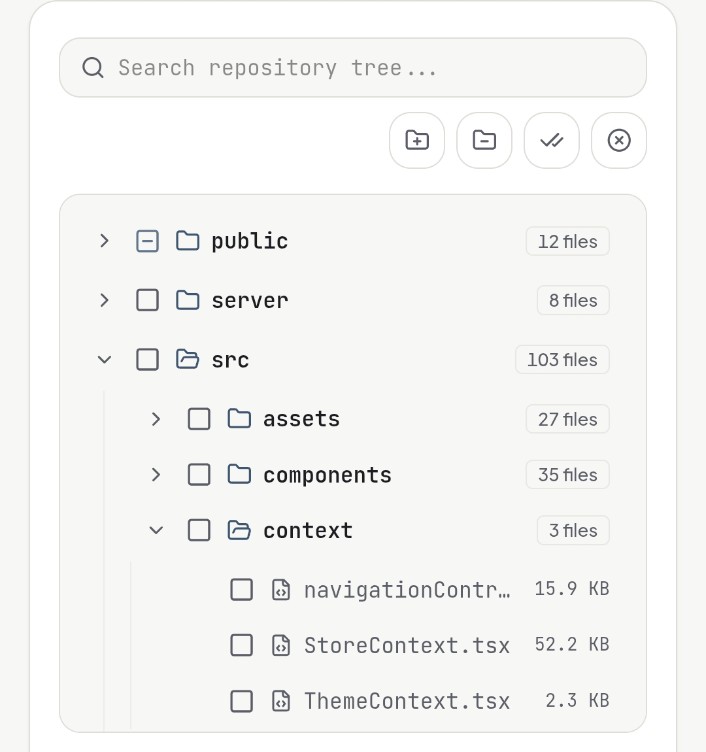 Search repository tree...
public 12 files
server 8 files
src 103 files
assets 27 files
components 35 files
context 3 files
navigationContr… 15.9 KB
StoreContext.tsx 52.2 KB
ThemeContext.tsx 2.3 KB